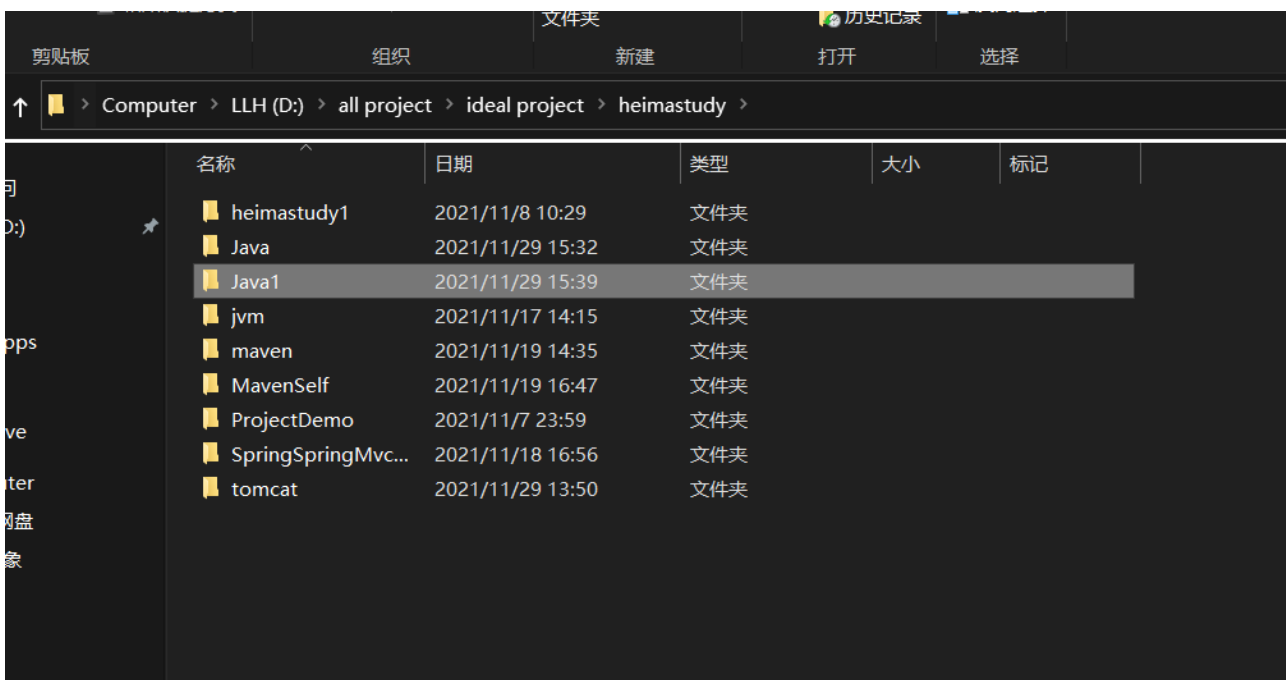 文件夹 历史记录
剪贴板 组织 新建 打开 选择
Computer > LLH (D:) > all project > ideal project > heimastudy >
名称 日期 类型 大小 标记
heimastudy1 2021/11/8 10:29 文件夹
D:)
Java 2021/11/29 15:32 文件夹
Java1 2021/11/29 15:39 文件夹
jvm 2021/11/17 14:15 文件夹
pps
maven 2021/11/19 14:35 文件夹
MavenSelf 2021/11/19 16:47 文件夹
ProjectDemo 2021/11/7 23:59 文件夹
ve
SpringSpringMvc... 2021/11/18 16:56 文件夹
uter
tomcat 2021/11/29 13:50 文件夹
网盘
象